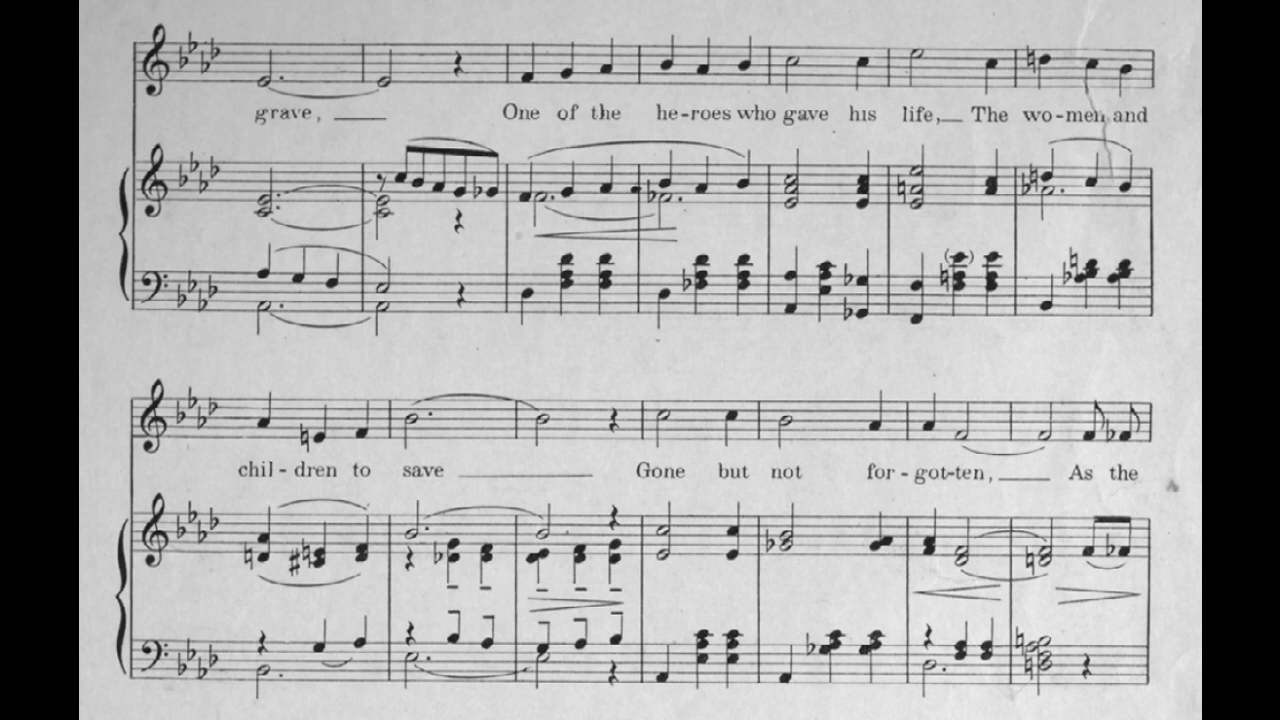 grave, One of the he-roes who gave his life, The wo-men and
chil-dren to save Gone but not for-got-ten, As the